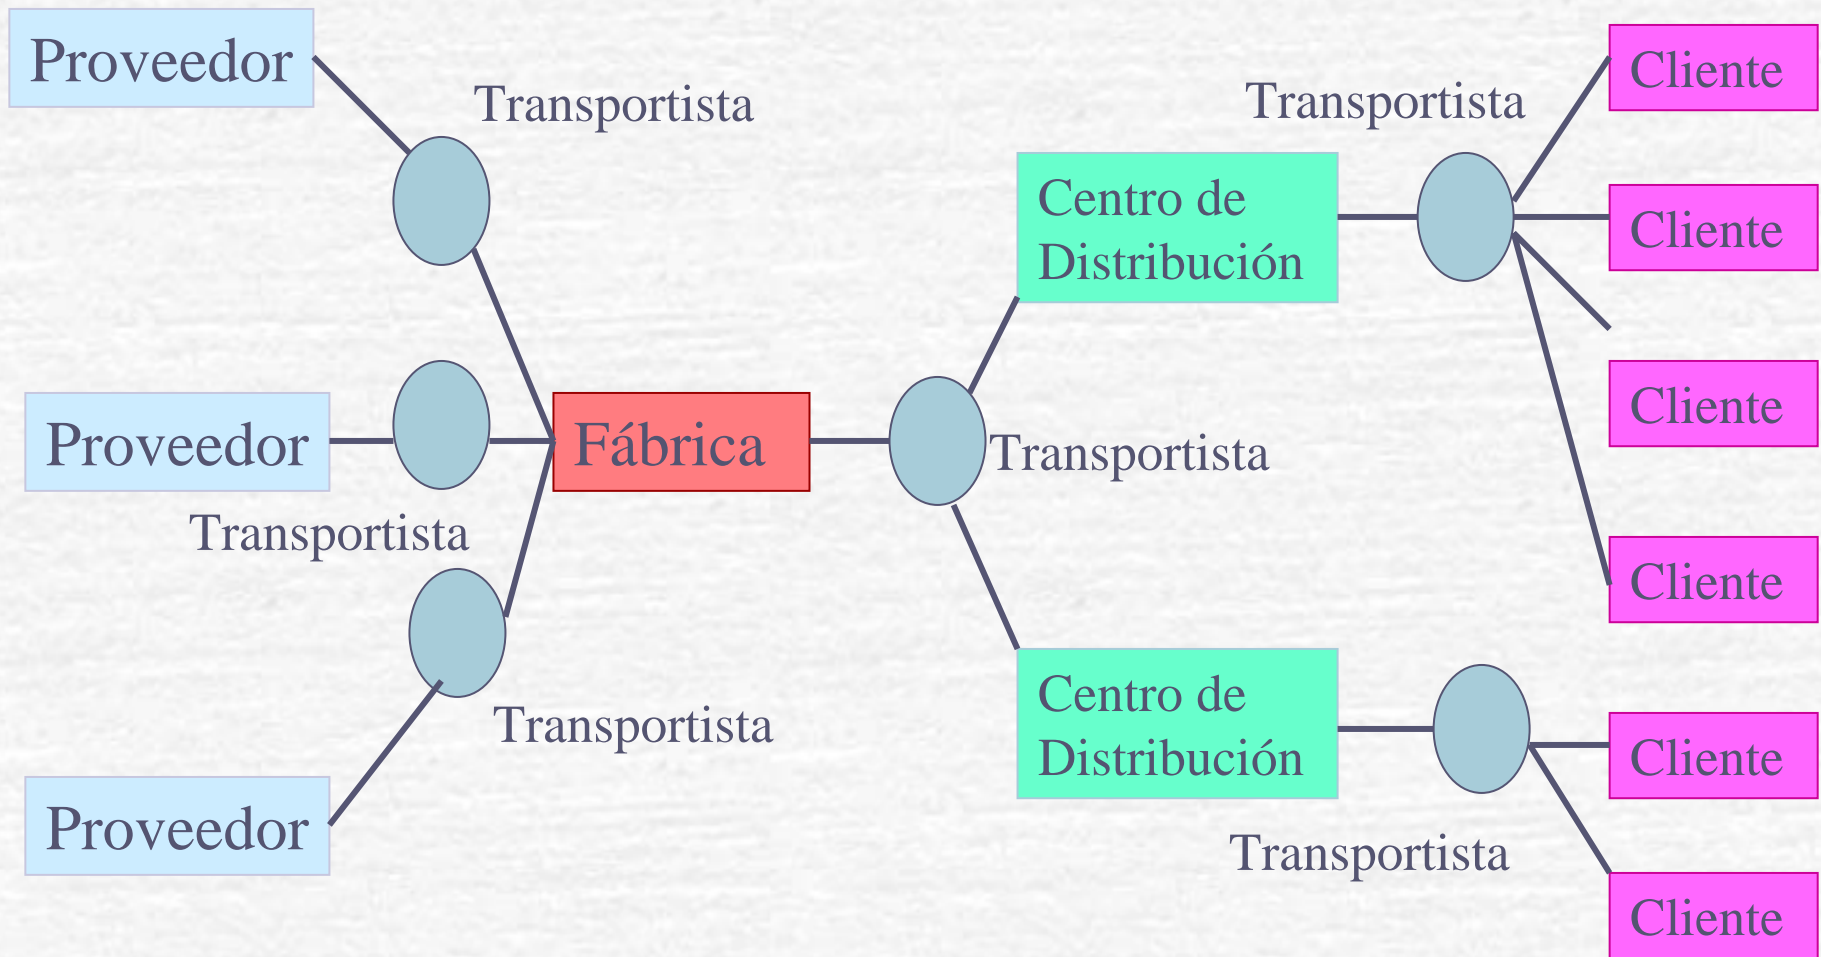 Proveedor
Transportista
Transportista
Cliente
Centro de
Distribución
Cliente
Proveedor
Fábrica
Transportista
Cliente
Transportista
Cliente
Transportista
Centro de
Distribución
Cliente
Proveedor
Transportista
Cliente